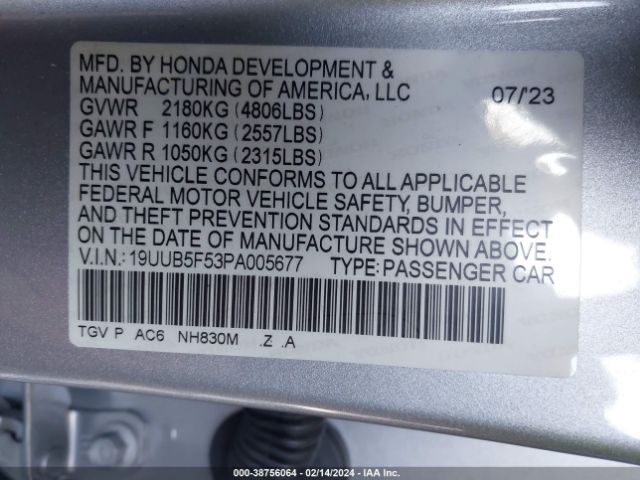 MFD. BY HONDA DEVELOPMENT &
MANUFACTURING OF AMERICA, LLC 07/'23
GVWR 2180KG (4806LBS)
GAWR F 1160KG (2557LBS)
GAWR R 1050KG (2315LBS)
THIS VEHICLE CONFORMS TO ALL APPLICABLE
FEDERAL MOTOR VEHICLE SAFETY, BUMPER,
AND THEFT PREVENTION STANDARDS IN EFFECT
ON THE DATE OF MANUFACTURE SHOWN ABOVE.
V.I.N.: 19UUB5F53PA005677 TYPE: PASSENGER CAR
TGV P AC6 NH830M .Z .A
000-38756064 - 02/14/2024 - IAA Inc.